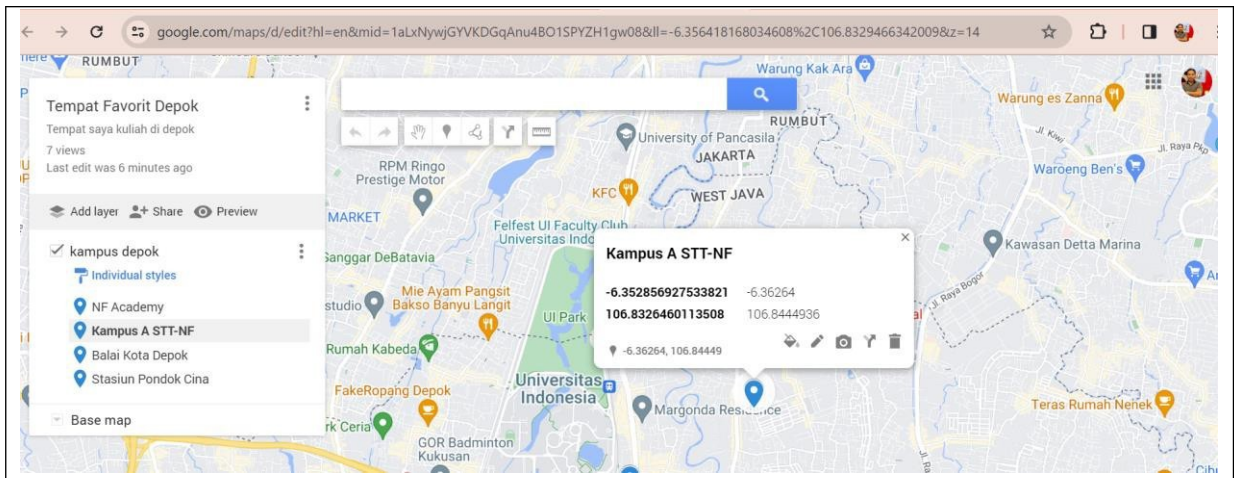 google.com/maps/d/edit?hl=en&mid=1aLxNywjGYVKDGqAnu4BO1SPYZH1gw08&ll=-6.356418168034608%2C106.83294663420098&z=14
RUMBUT
Warung Kak Ara
Tempat Favorit Depok
Tempat saya kuliah di depok
7 views
Last edit was 6 minutes ago
Add layer Share Preview
kampus depok
Individual styles
NF Academy
Kampus A STT-NF
Balai Kota Depok
Stasiun Pondok Cina
Base map
Warung es Zanna
RUMBUT
University of Pancasila
JAKARTA
Jl. Raya Pkp
RPM Ringo
Prestige Motor
Waroeng Ben's
KFC
WEST JAVA
MARKET
Felfest UI Faculty Club
Universitas Indo
Kawasan Detta Marina
Sanggar DeBatavia
Kampus A STT-NF
-6.352856927533821 -6.36264
106.8326460113508 106.8444936
-6.36264, 106.84449
Jl. Raya Bogor
Mie Ayam Pangsit
Bakso Banyu Langit
studio
UI Park
Rumah Kabeda
FakeRopang Depok
Universitas
Indonesia
Margonda Residence
Teras Rumah Nenek
rk Ceria
GOR Badminton
Kukusan